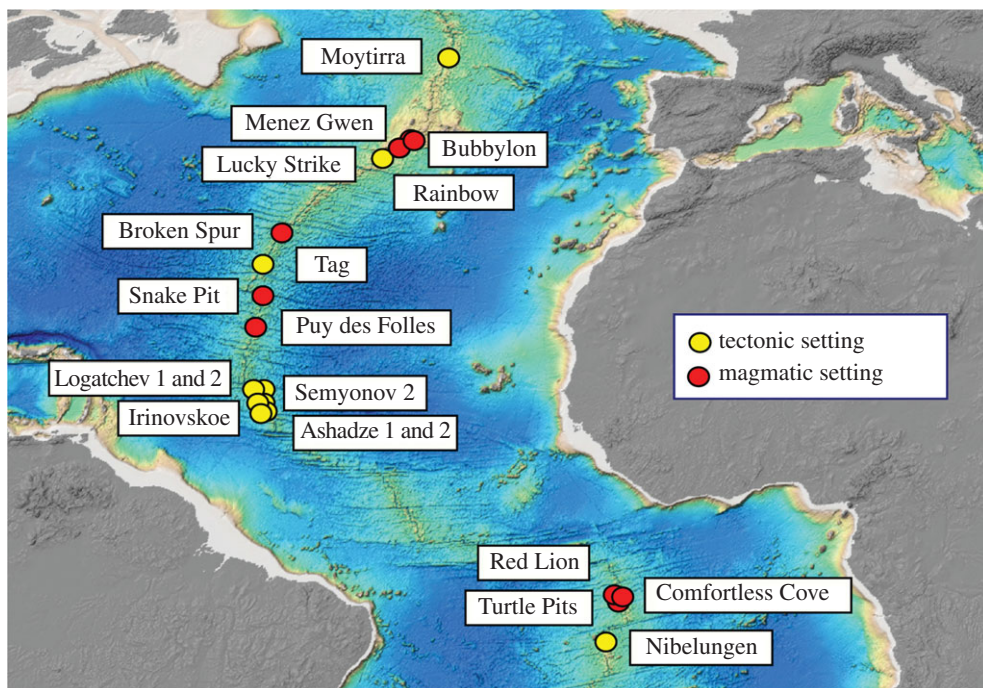 Moytirra
Menez Gwen
Bubbylon
Lucky Strike
Rainbow
Broken Spur
Tag
Snake Pit
Puy des Folles
tectonic setting
magmatic setting
Logatchev 1 and 2
Semyonov 2
Irinovskoe
Ashadze 1 and 2
Red Lion
Comfortless Cove
Turtle Pits
Nibelungen